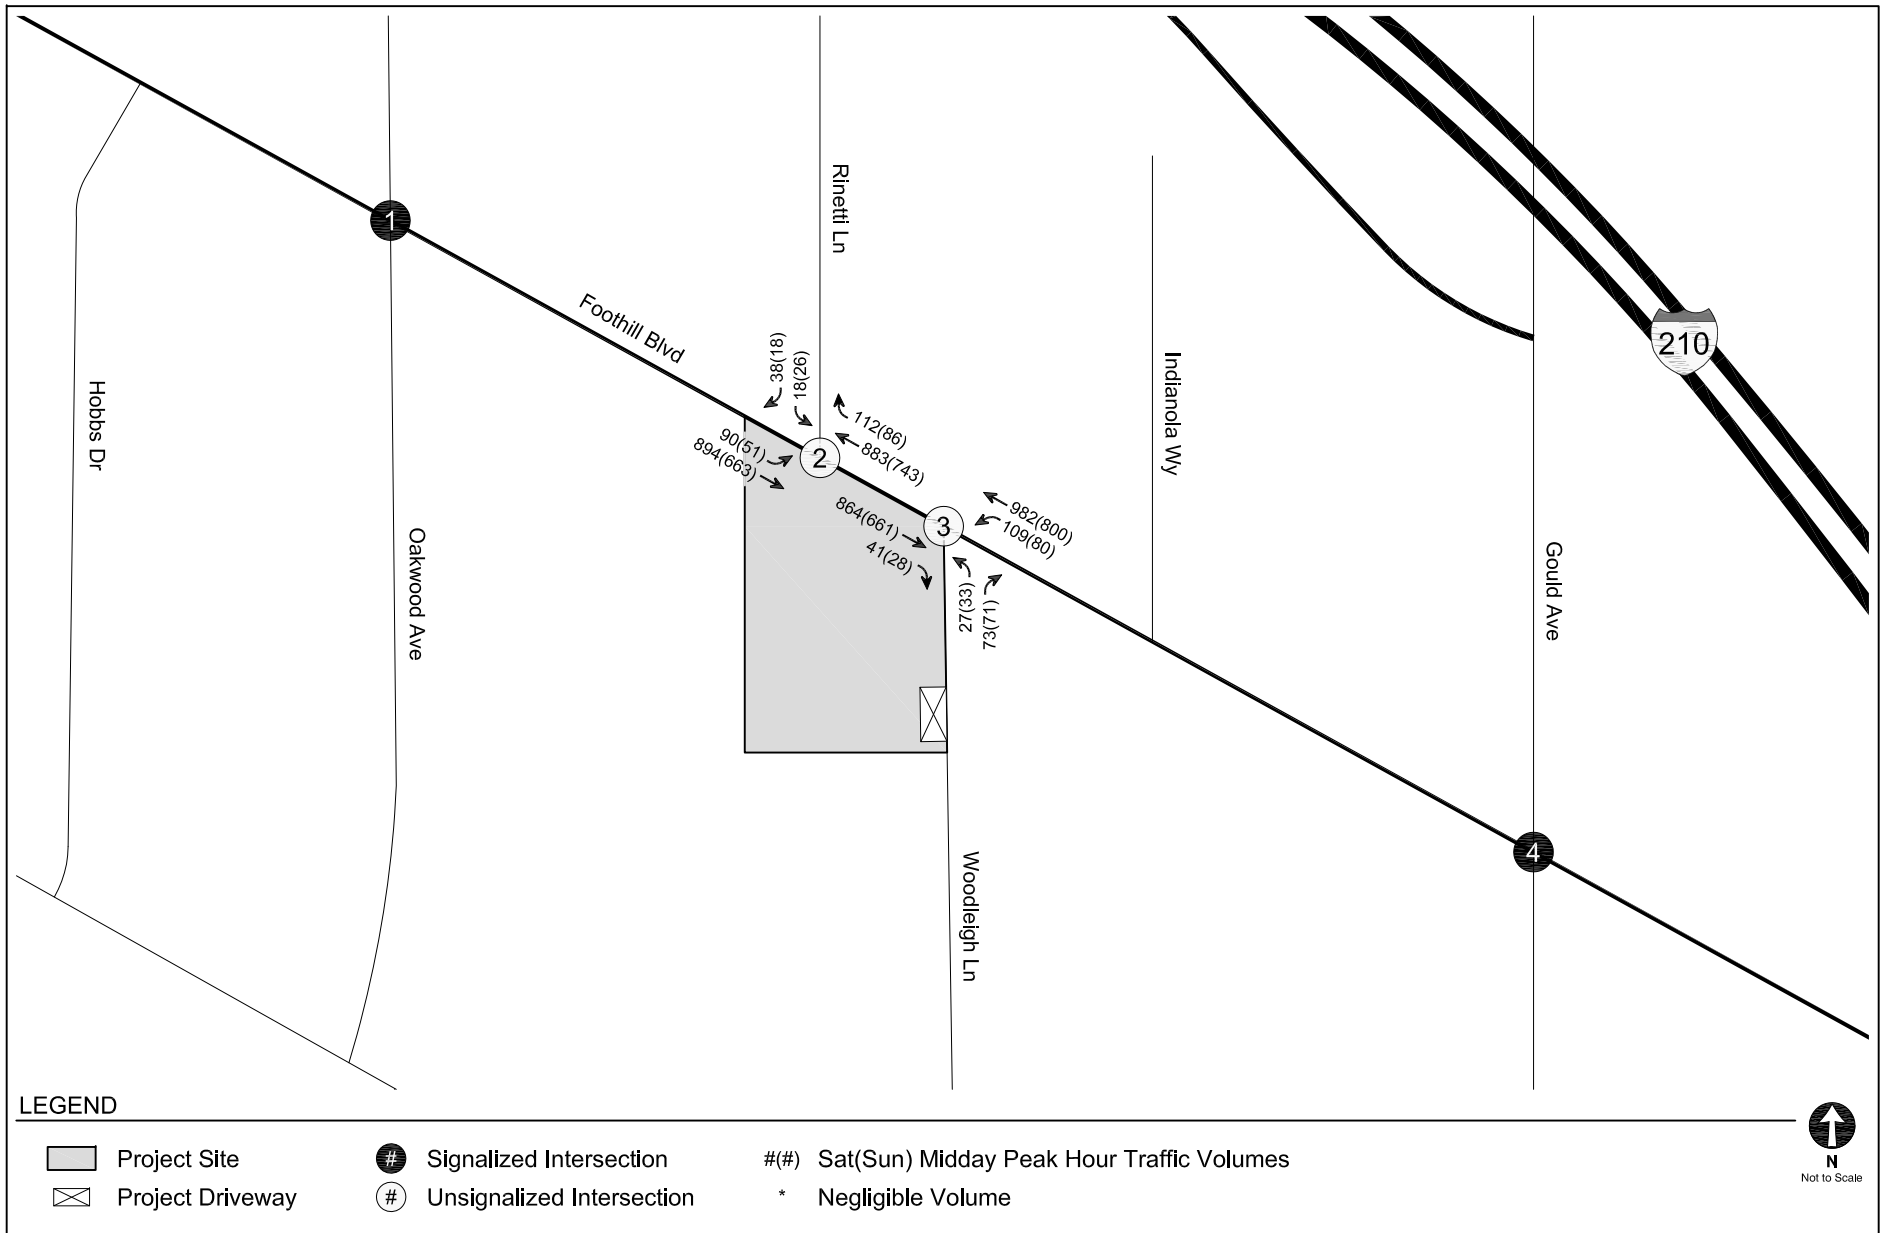 1
Rinetti Ln
Foothill Blvd
210
Hobbs Dr
38(18)
18(26)
112(86)
883(743)
90(51)
894(663)
2
Indianola Wy
864(661)
41(28)
3
982(800)
109(80)
27(33)
73(71)
Oakwood Ave
Gould Ave
4
Woodleigh Ln
LEGEND
Project Site
# Signalized Intersection
#(#) Sat(Sun) Midday Peak Hour Traffic Volumes
Project Driveway
# Unsignalized Intersection
* Negligible Volume
N
Not to Scale